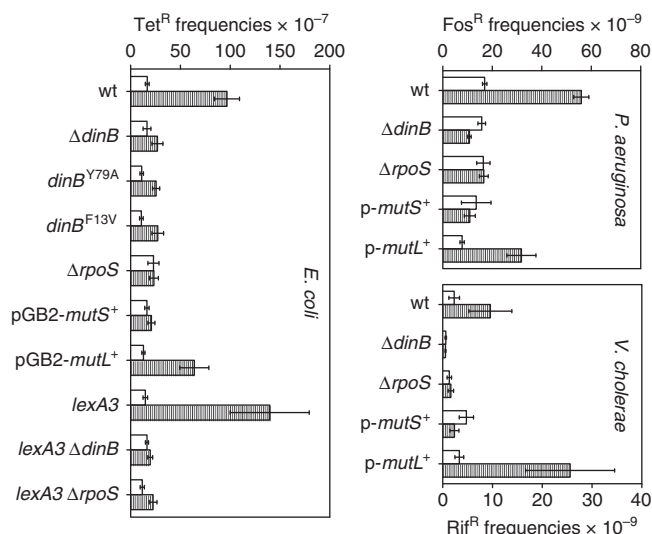 Tet^R frequencies × 10^−7
0 50 100 150 200
wt
ΔdinB
dinB^Y79A
dinB^F13V
ΔrpoS
pGB2-mutS^+
pGB2-mutL^+
lexA3
lexA3 ΔdinB
lexA3 ΔrpoS
E. coli
Fos^R frequencies × 10^−9
0 20 40 60 80
wt
ΔdinB
ΔrpoS
p-mutS^+
p-mutL^+
P. aeruginosa
wt
ΔdinB
ΔrpoS
p-mutS^+
p-mutL^+
V. cholerae
0 10 20 30 40
Rif^R frequencies × 10^−9